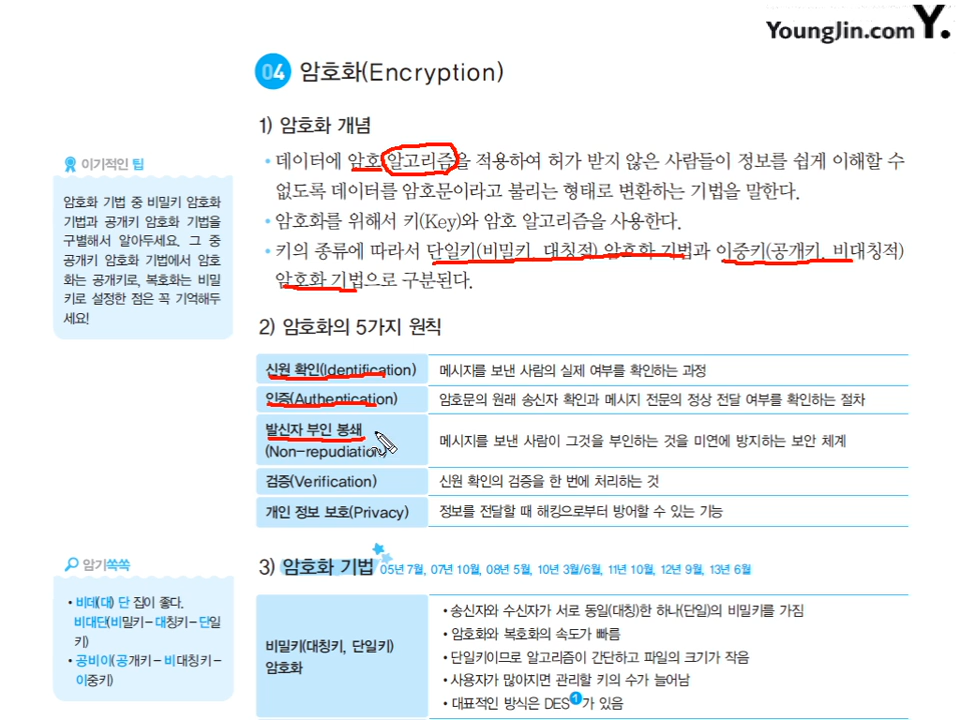 YoungJin.com Y.
04 암호화(Encryption)
1) 암호화 개념
• 데이터에 암호 알고리즘을 적용하여 허가 받지 않은 사람들이 정보를 쉽게 이해할 수
없도록 데이터를 암호문이라고 불리는 형태로 변환하는 기법을 말한다.
• 암호화를 위해서 키(Key)와 암호 알고리즘을 사용한다.
• 키의 종류에 따라서 단일키(비밀키, 대칭적) 암호화 기법과 이중키(공개키, 비대칭적)
암호화 기법으로 구분된다.
이기적인 팁
암호화 기법 중 비밀키 암호화
기법과 공개키 암호화 기법을
구별해서 알아두세요. 그 중
공개키 암호화 기법에서 암호
화는 공개키로, 복호화는 비밀
키로 설정한 점은 꼭 기억해두
세요!
2) 암호화의 5가지 원칙
신원 확인(Identification) 메시지를 보낸 사람의 실제 여부를 확인하는 과정
인증(Authentication) 암호문의 원래 송신자 확인과 메시지 전문의 정상 전달 여부를 확인하는 절차
발신자 부인 봉쇄
(Non-repudiation) 메시지를 보낸 사람이 그것을 부인하는 것을 미연에 방지하는 보안 체계
검증(Verification) 신원 확인의 검증을 한 번에 처리하는 것
개인 정보 보호(Privacy) 정보를 전달할 때 해킹으로부터 방어할 수 있는 기능
3) 암호화 기법 05년 7월, 07년 10월, 08년 5월, 10년 3월/6월, 11년 10월, 12년 9월, 13년 6월
비밀키(대칭키, 단일키)
암호화
• 송신자와 수신자가 서로 동일(대칭)한 하나(단일)의 비밀키를 가짐
• 암호화와 복호화의 속도가 빠름
• 단일키이므로 알고리즘이 간단하고 파일의 크기가 작음
• 사용자가 많아지면 관리할 키의 수가 늘어남
• 대표적인 방식은 DES1가 있음
암기쏙쏙
• 비데(대) 단 집이 좋다.
비대단(비밀키-대칭키-단일
키)
• 공비이(공개키-비대칭키-
이중키)